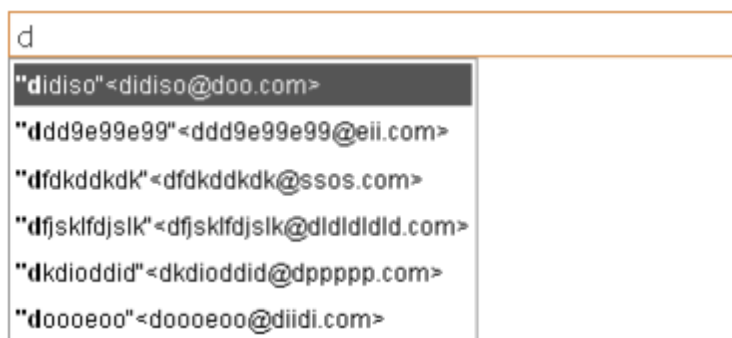 d
"didiso"<didiso@doo.com>
"ddd9e99e99"<ddd9e99e99@eii.com>
"dfdkddkdk"<dfdkddkdk@ssos.com>
"dfjsklfdjslk"<dfjsklfdjslk@dldldldld.com>
"dkdioddid"<dkdioddid@dppppp.com>
"doooeoo"<doooeoo@diidi.com>